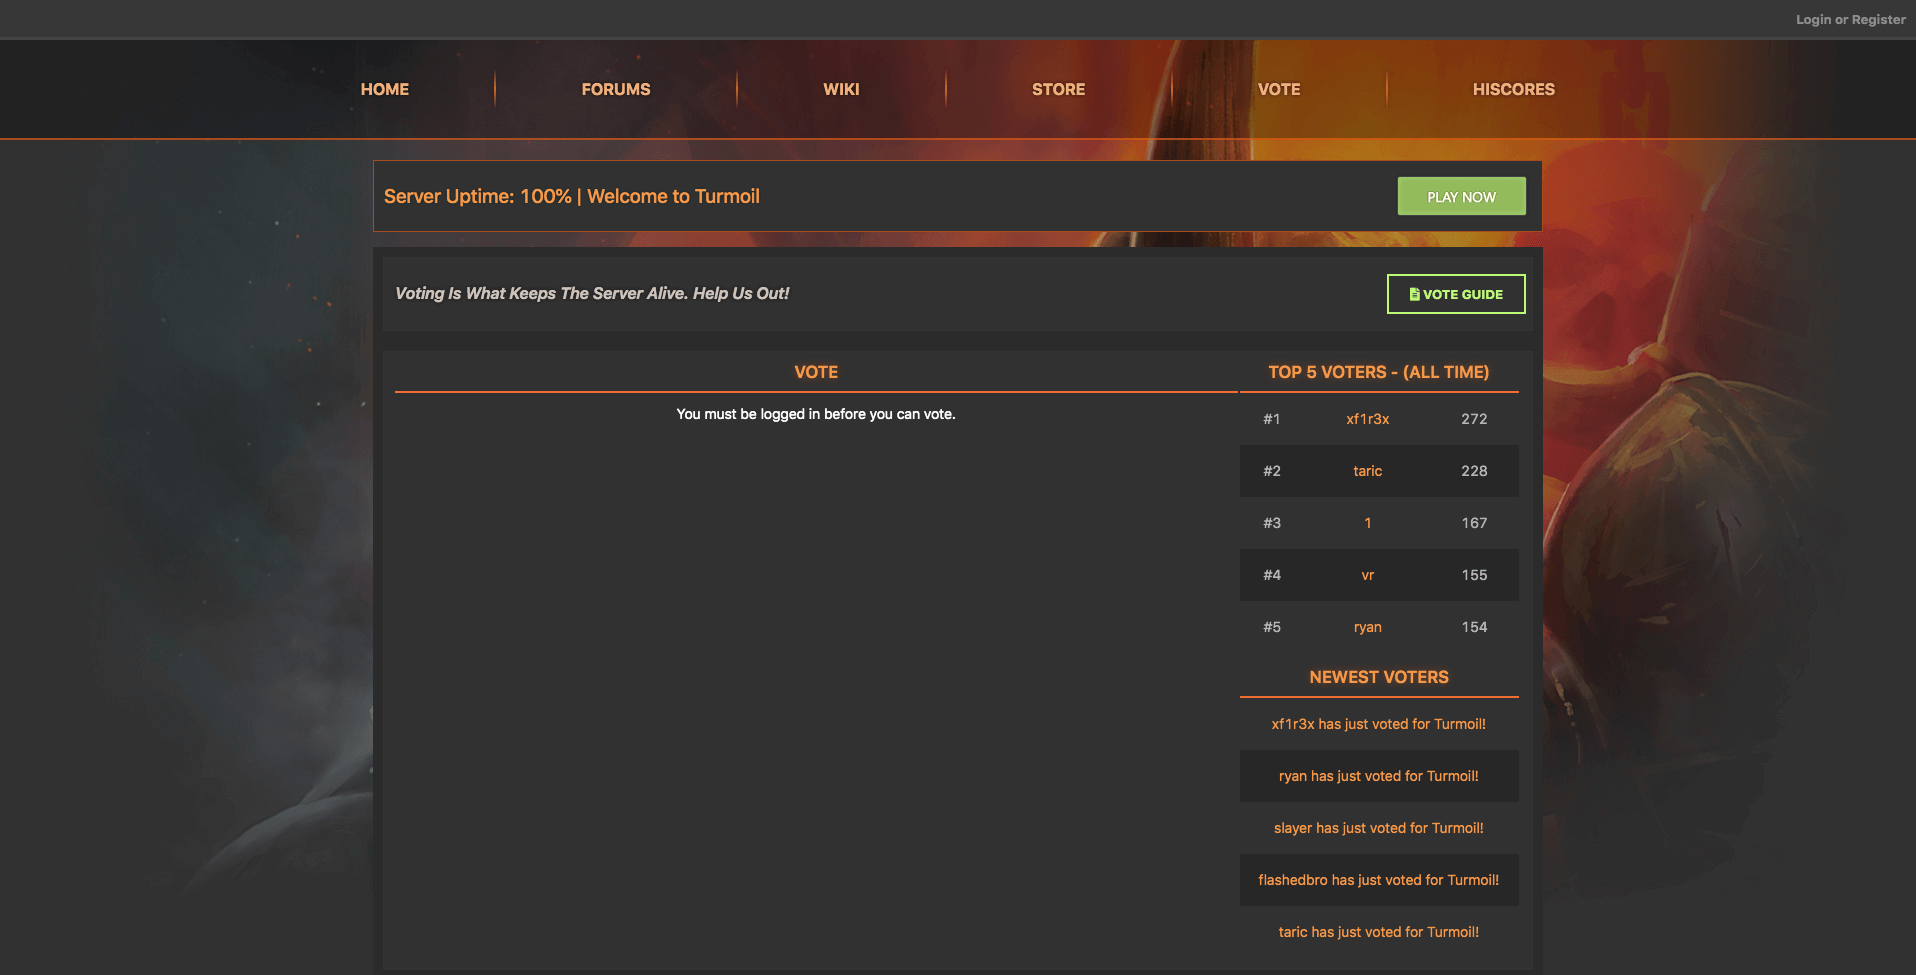 Login or Register
HOME FORUMS WIKI STORE VOTE HISCORES
Server Uptime: 100% | Welcome to Turmoil
PLAY NOW
Voting Is What Keeps The Server Alive. Help Us Out!
VOTE GUIDE
VOTE
You must be logged in before you can vote.
TOP 5 VOTERS - (ALL TIME)
#1 xf1r3x 272
#2 taric 228
#3 1 167
#4 vr 155
#5 ryan 154
NEWEST VOTERS
xf1r3x has just voted for Turmoil!
ryan has just voted for Turmoil!
slayer has just voted for Turmoil!
flashedbro has just voted for Turmoil!
taric has just voted for Turmoil!